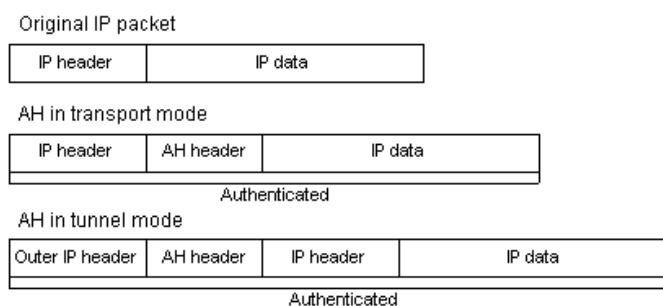 Original IP packet
IP header IP data
AH in transport mode
IP header AH header IP data
Authenticated
AH in tunnel mode
Outer IP header AH header IP header IP data
Authenticated